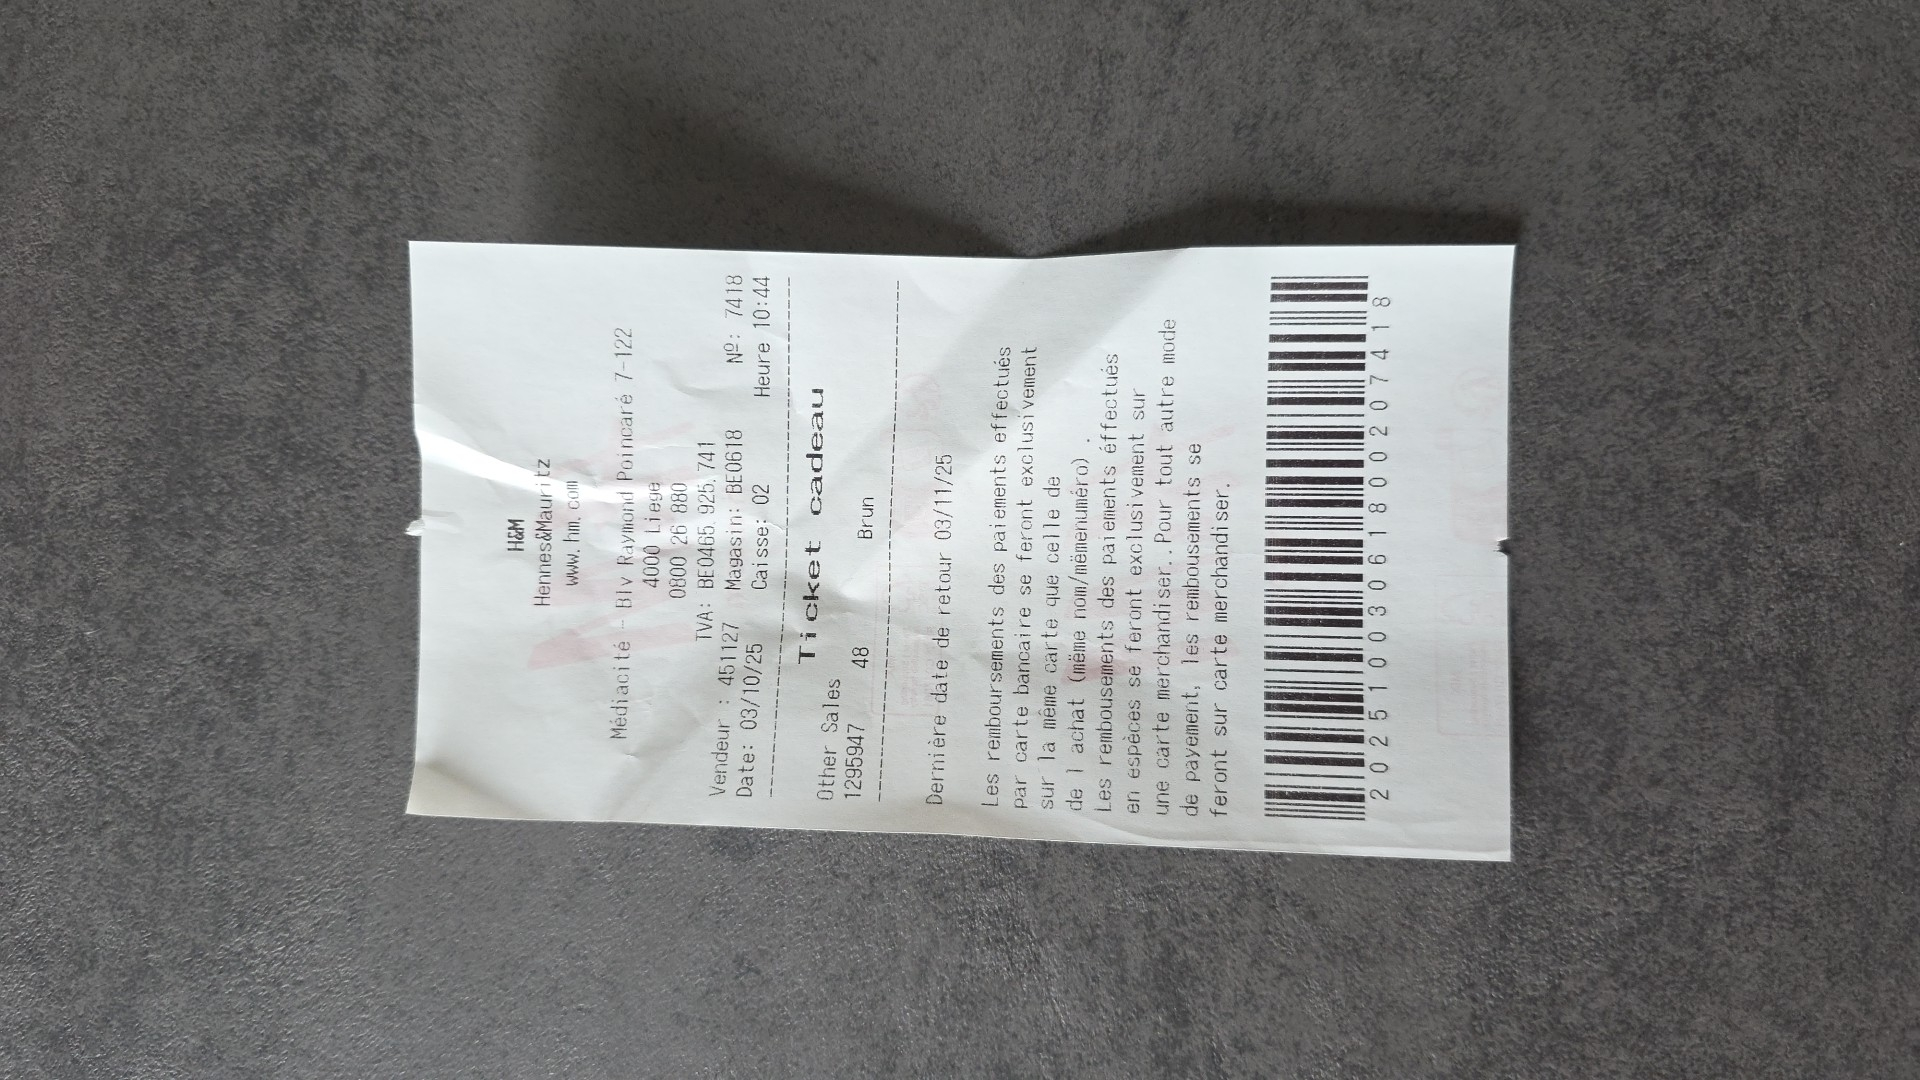 H&M
Hennes&Mauritz
www.hm.com
Médiacité - Blv Raymond Poincaré 7-122
4000 Liege
0800 26 880
TVA: BE0465.925.741
Vendeur : 451127 Magasin: BE0618 Nº: 7418
Date: 03/10/25 Caisse: 02 Heure 10:44
Ticket cadeau
Other Sales
1295947 48 Brun
Dernière date de retour 03/11/25
Les remboursements des paiements effectués
par carte bancaire se feront exclusivement
sur la même carte que celle de
de l achat (même nom/mêmenuméro) .
Les rembousements des paiements éffectués
en espèces se feront exclusivement sur
une carte merchandiser..Pour tout autre mode
de payement, les rembousements se
feront sur carte merchandiser.
20251003061800207418